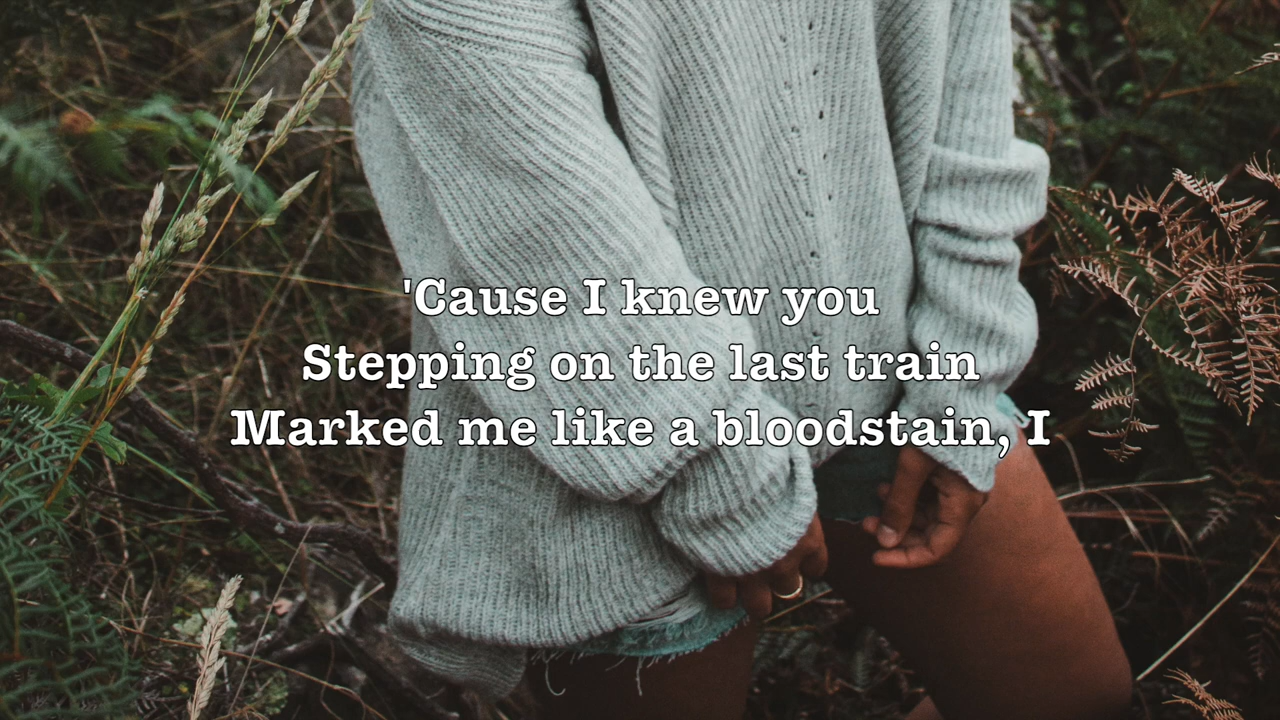 'Cause I knew you
Stepping on the last train
Marked me like a bloodstain, I